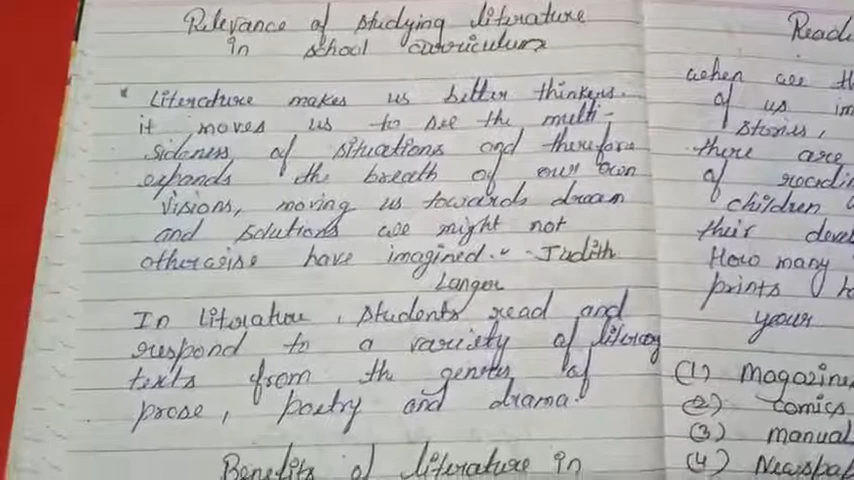 Relevance of studying literature
in school curriculum
" Literature makes us better thinkers.
it moves us to see the multi-
sideness of situations and therefore
expands the breath of our own
visions, moving us towards dream
and solutions we might not
otherwise have imagined." - Judith
Langer
In literature, students read and
respond to a variety of literary
texts from the genres of
prose, poetry and drama.
Benefits of literature in
when we
of us
stories,
there are
of reading
children
their
How many
prints
your
(1) Magazine
(2) comics
(3) manual
(4)